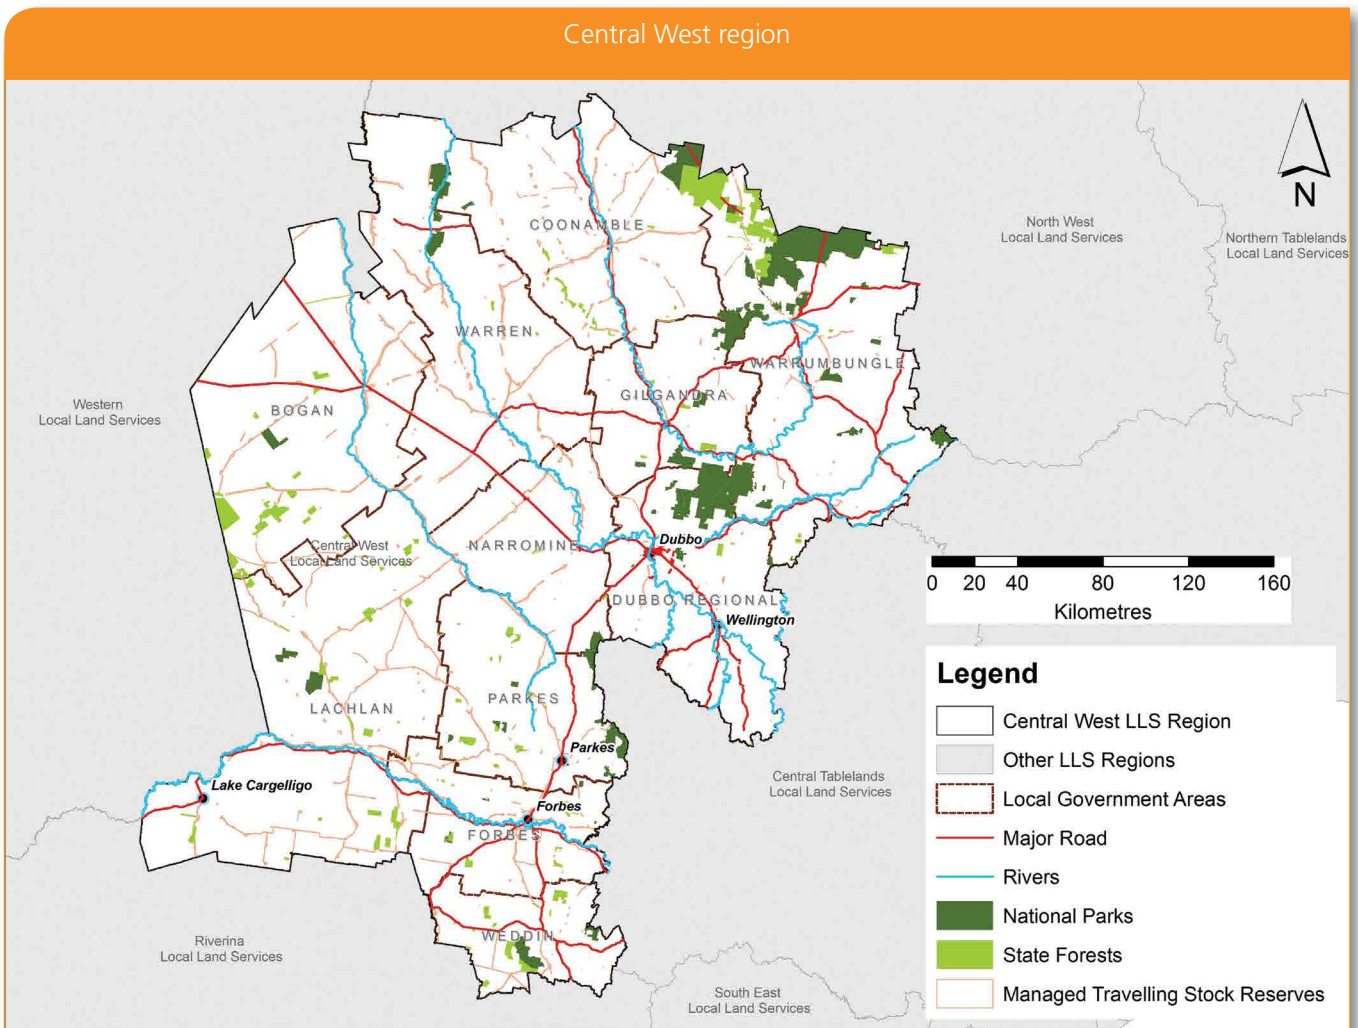 Central West region
N
COONAMBLE
North West
Local Land Services
Northern Tablelands
Local Land Services
WARREN
WARRUMBUNGLE
GILGANDRA
Western
Local Land Services
BOGAN
Central West
Local Land Services
NARROMINE
Dubbo
DUBBO REGIONAL
Wellington
0 20 40 80 120 160
Kilometres
LACHLAN
PARKES
Parkes
Lake Cargelligo
Forbes
FORBES
Central Tablelands
Local Land Services
WEDDIN
Riverina
Local Land Services
South East
Local Land Services
Legend
Central West LLS Region
Other LLS Regions
Local Government Areas
Major Road
Rivers
National Parks
State Forests
Managed Travelling Stock Reserves